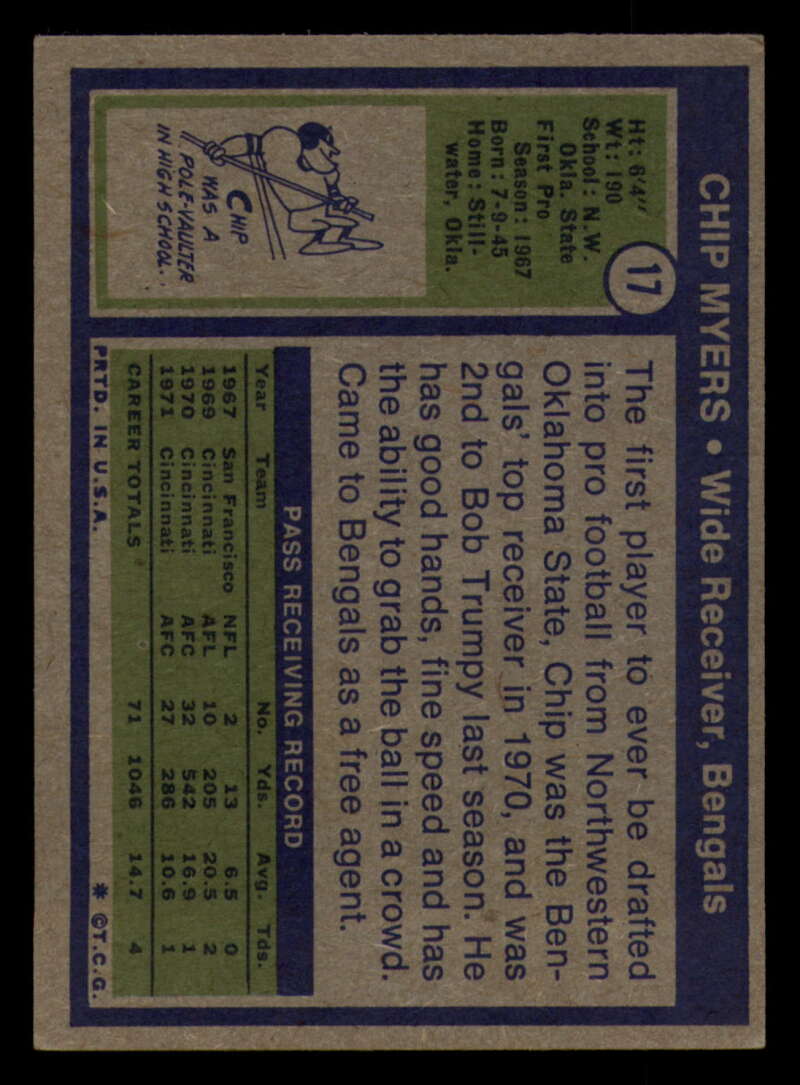 CHIP MYERS • Wide Receiver, Bengals
17
Ht: 6'4"
Wt: 190
School: N.W.
Okla. State
First Pro
Season: 1967
Born: 7-9-45
Home: Still-
water, Okla.
CHIP
WAS A
POLE-VAULTER
IN HIGH SCHOOL.
The first player to ever be drafted
into pro football from Northwestern
Oklahoma State, Chip was the Ben-
gals' top receiver in 1970, and was
2nd to Bob Trumpy last season. He
has good hands, fine speed and has
the ability to grab the ball in a crowd.
Came to Bengals as a free agent.
PASS RECEIVING RECORD
Year Team No. Yds. Avg. Tds.
1967 San Francisco NFL 2 13 6.5 0
1969 Cincinnati AFL 10 205 20.5 2
1970 Cincinnati AFC 32 542 16.9 1
1971 Cincinnati AFC 27 286 10.6 1
CAREER TOTALS 71 1046 14.7 4
PRTD. IN U.S.A. * ©T.C.G.